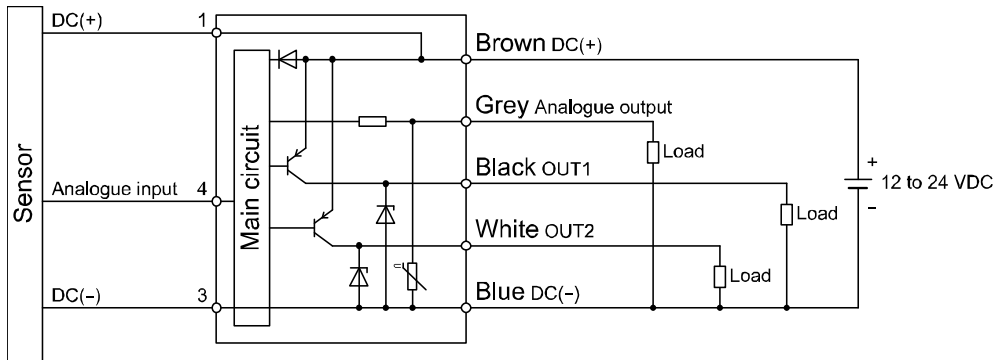 Sensor
DC(+)
1
Brown DC(+)
Grey Analogue output
Load
Black OUT1
+
12 to 24 VDC
−
Analogue input
4
Main circuit
Load
White OUT2
Load
U
DC(−)
3
Blue DC(−)